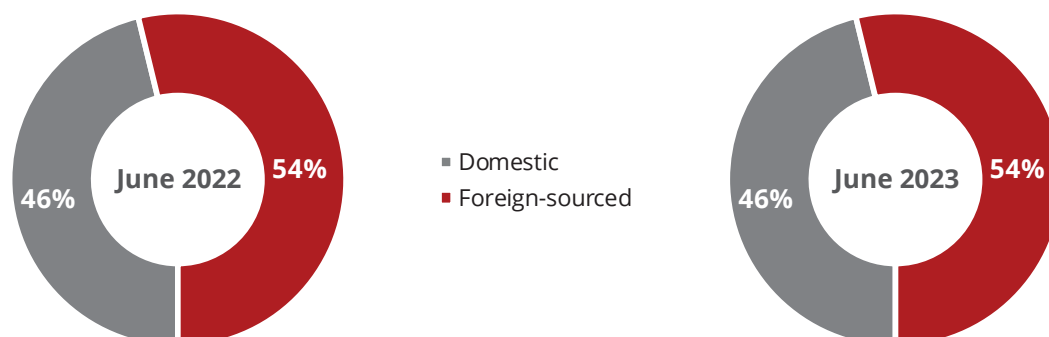 June 2022
54%
46%
Domestic
Foreign-sourced
June 2023
54%
46%